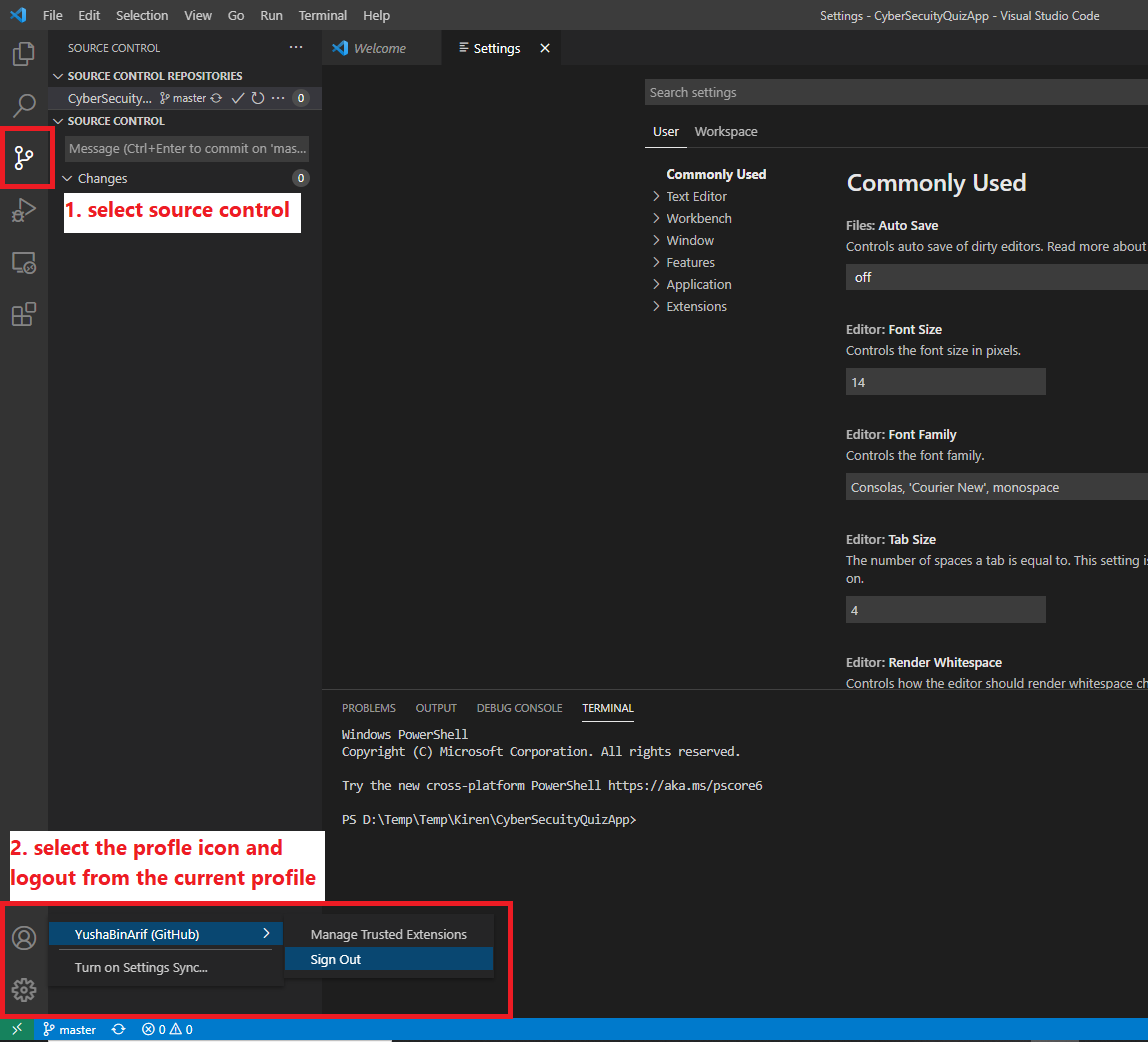 File Edit Selection View Go Run Terminal Help
Settings - CyberSecuityQuizApp - Visual Studio Code
SOURCE CONTROL ···
SOURCE CONTROL REPOSITORIES
CyberSecuity... master ··· 0
SOURCE CONTROL
Message (Ctrl+Enter to commit on 'mas...
Changes 0
1. select source control
Welcome
Settings
Search settings
User Workspace
Commonly Used
Text Editor
Workbench
Window
Features
Application
Extensions
Commonly Used
Files: Auto Save
Controls auto save of dirty editors. Read more about
off
Editor: Font Size
Controls the font size in pixels.
14
Editor: Font Family
Controls the font family.
Consolas, 'Courier New', monospace
Editor: Tab Size
The number of spaces a tab is equal to. This setting is
on.
4
Editor: Render Whitespace
Controls how the editor should render whitespace ch
PROBLEMS OUTPUT DEBUG CONSOLE TERMINAL
Windows PowerShell
Copyright (C) Microsoft Corporation. All rights reserved.
Try the new cross-platform PowerShell https://aka.ms/pscore6
PS D:\Temp\Temp\Kiren\CyberSecuityQuizApp>
2. select the profle icon and
logout from the current profile
YushaBinArif (GitHub)
Turn on Settings Sync...
Manage Trusted Extensions
Sign Out
master 0 0